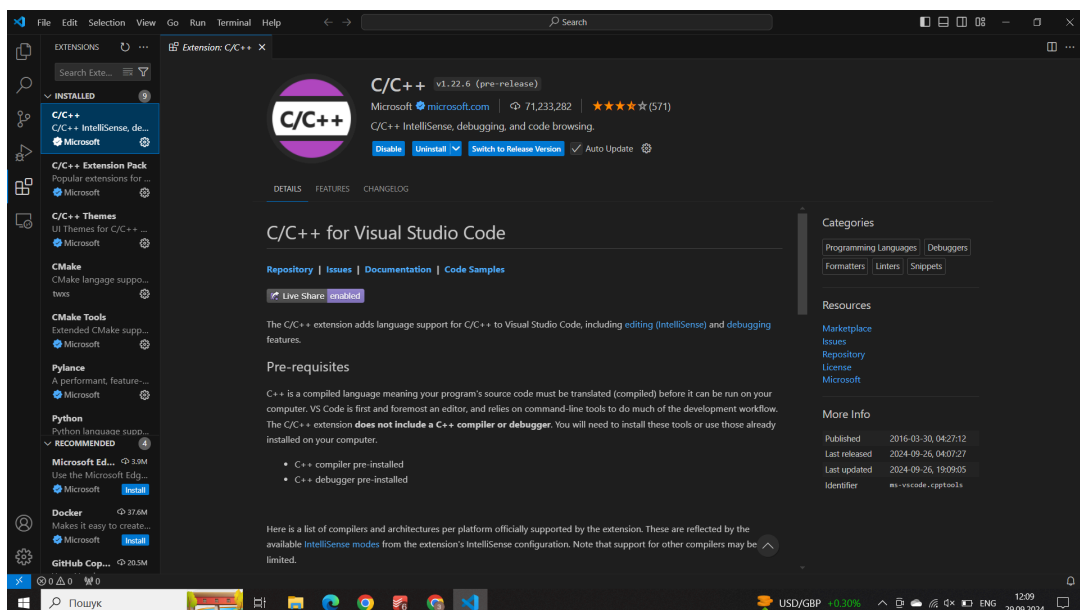 File Edit Selection View Go Run Terminal Help
Search
EXTENSIONS
Extension: C/C++
Search Exte...
INSTALLED 9
C/C++
C/C++ IntelliSense, de...
Microsoft
C/C++ Extension Pack
Popular extensions for ...
Microsoft
C/C++ Themes
UI Themes for C/C++ ...
Microsoft
CMake
CMake langage suppo...
twxs
CMake Tools
Extended CMake supp...
Microsoft
Pylance
A performant, feature-...
Microsoft
Python
Python language supp...
RECOMMENDED 4
Microsoft Ed... 3.9M
Use the Microsoft Edg...
Microsoft Install
Docker 37.6M
Makes it easy to create...
Microsoft Install
GitHub Cop... 20.5M
C/C++
C/C++ v1.22.6 (pre-release)
Microsoft microsoft.com 71,233,282 (571)
C/C++ IntelliSense, debugging, and code browsing.
Disable Uninstall Switch to Release Version Auto Update
DETAILS FEATURES CHANGELOG
C/C++ for Visual Studio Code
Repository | Issues | Documentation | Code Samples
Live Share enabled
The C/C++ extension adds language support for C/C++ to Visual Studio Code, including editing (IntelliSense) and debugging
features.
Pre-requisites
C++ is a compiled language meaning your program's source code must be translated (compiled) before it can be run on your
computer. VS Code is first and foremost an editor, and relies on command-line tools to do much of the development workflow.
The C/C++ extension does not include a C++ compiler or debugger. You will need to install these tools or use those already
installed on your computer.
• C++ compiler pre-installed
• C++ debugger pre-installed
Here is a list of compilers and architectures per platform officially supported by the extension. These are reflected by the
available IntelliSense modes from the extension's IntelliSense configuration. Note that support for other compilers may be
limited.
Categories
Programming Languages Debuggers
Formatters Linters Snippets
Resources
Marketplace
Issues
Repository
License
Microsoft
More Info
Published 2016-03-30, 04:27:12
Last released 2024-09-26, 04:07:27
Last updated 2024-09-26, 19:09:05
Identifier ms-vscode.cpptools
0 0 0
Пошук
USD/GBP +0.30% ENG 12:09
29.09.2024